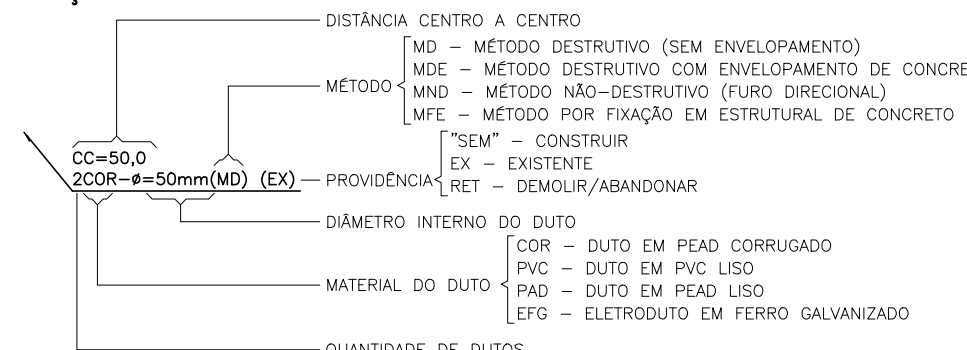 DISTÂNCIA CENTRO A CENTRO
MD – MÉTODO DESTRUTIVO (SEM ENVELOPAMENTO)
MDE – MÉTODO DESTRUTIVO COM ENVELOPAMENTO DE CONCRE
MÉTODO
MND – MÉTODO NÃO-DESTRUTIVO (FURO DIRECIONAL)
MFE – MÉTODO POR FIXAÇÃO EM ESTRUTURAL DE CONCRETO
CC=50,0
2COR-ø=50mm(MD) (EX)
PROVIDÊNCIA
"SEM" – CONSTRUIR
EX – EXISTENTE
RET – DEMOLIR/ABANDONAR
DIÂMETRO INTERNO DO DUTO
MATERIAL DO DUTO
COR – DUTO EM PEAD CORRUGADO
PVC – DUTO EM PVC LISO
PAD – DUTO EM PEAD LISO
EFG – ELETRODUTO EM FERRO GALVANIZADO
QUANTIDADE DE DUTOS